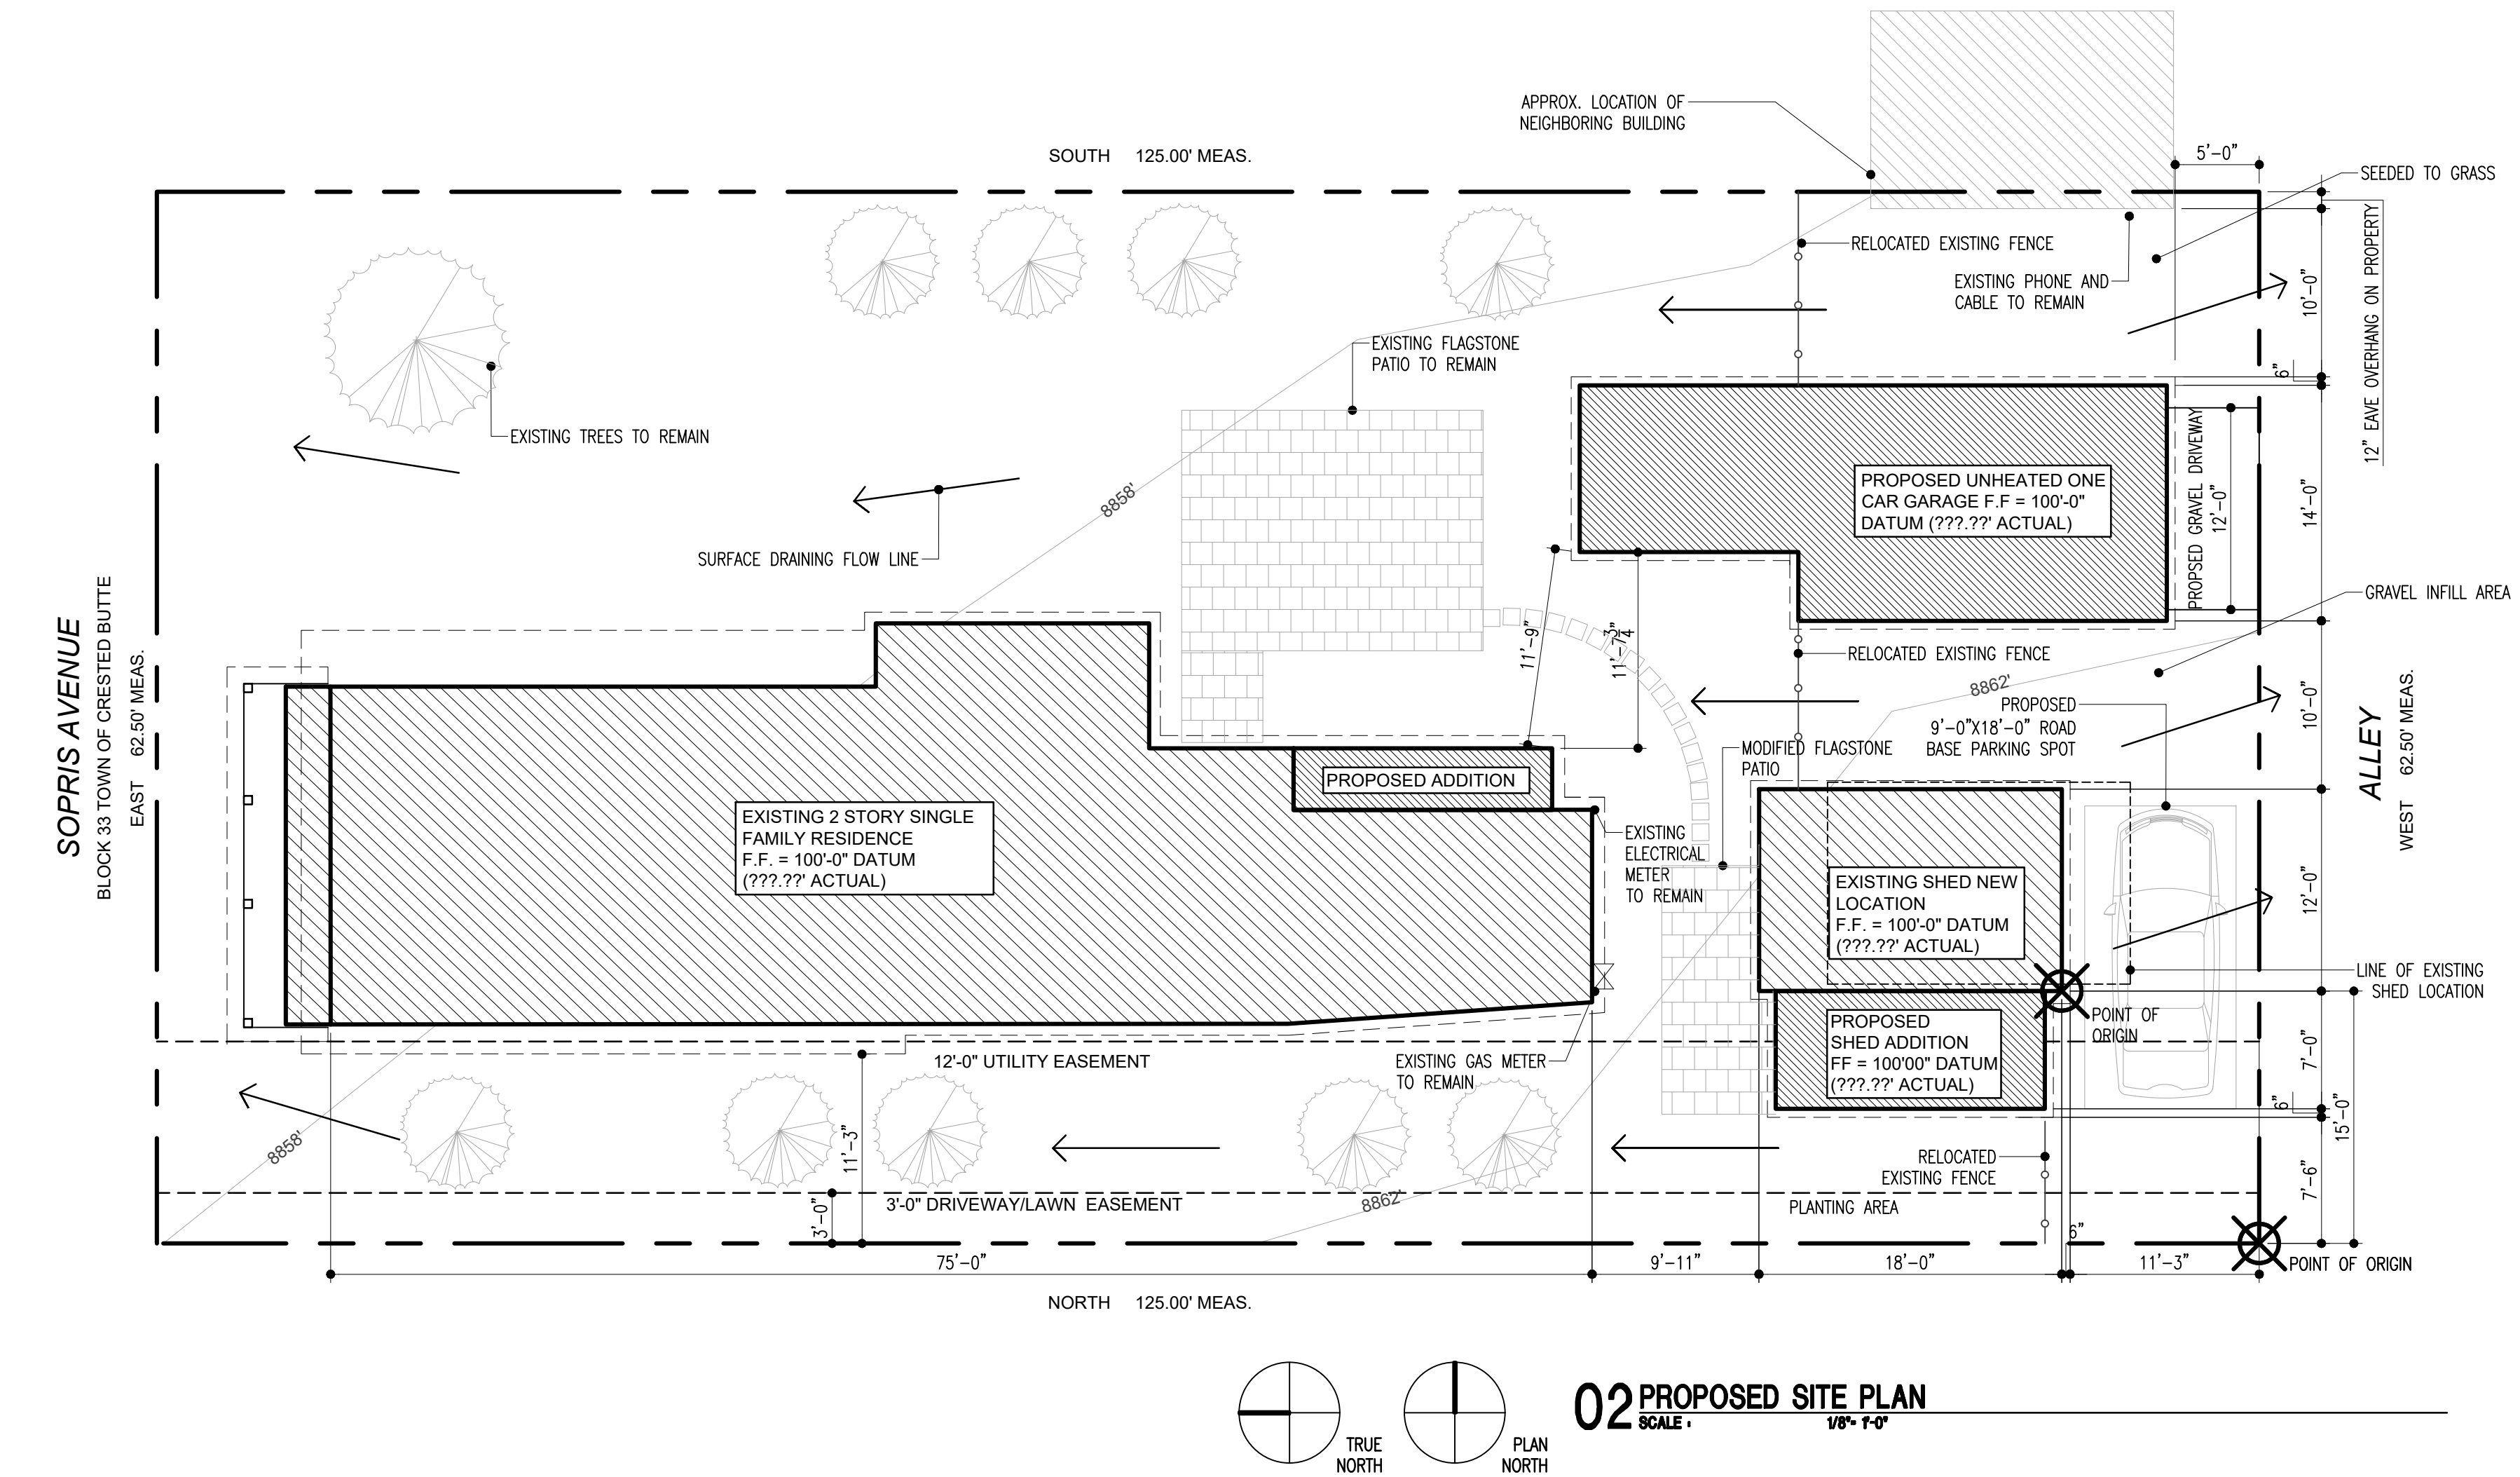 APPROX. LOCATION OF
NEIGHBORING BUILDING
SOUTH 125.00' MEAS.
5'-0"
SEEDED TO GRASS
12" EAVE OVERHANG ON PROPERTY
RELOCATED EXISTING FENCE
EXISTING PHONE AND
CABLE TO REMAIN
10'-0"
6"
EXISTING FLAGSTONE
PATIO TO REMAIN
EXISTING TREES TO REMAIN
8858'
SURFACE DRAINING FLOW LINE
PROPOSED UNHEATED ONE
CAR GARAGE F.F = 100'-0"
DATUM (???.??' ACTUAL)
PROPSED GRAVEL DRIVEWAY
12'-0"
14'-0"
GRAVEL INFILL AREA
SOPRIS AVENUE
BLOCK 33 TOWN OF CRESTED BUTTE
EAST 62.50' MEAS.
11'-9"
11'-7 3/4"
RELOCATED EXISTING FENCE
8862'
PROPOSED
9'-0"X18'-0" ROAD
BASE PARKING SPOT
10'-0"
ALLEY
WEST 62.50' MEAS.
MODIFIED FLAGSTONE
PATIO
PROPOSED ADDITION
EXISTING 2 STORY SINGLE
FAMILY RESIDENCE
F.F. = 100'-0" DATUM
(???.??' ACTUAL)
EXISTING
ELECTRICAL
METER
TO REMAIN
EXISTING SHED NEW
LOCATION
F.F. = 100'-0" DATUM
(???.??' ACTUAL)
12'-0"
LINE OF EXISTING
SHED LOCATION
POINT OF
ORIGIN
PROPOSED
SHED ADDITION
FF = 100'00" DATUM
(???.??' ACTUAL)
7'-0"
6"
15'-0"
12'-0" UTILITY EASEMENT
EXISTING GAS METER
TO REMAIN
8858'
11'-3"
RELOCATED
EXISTING FENCE
7'-6"
3'-0"
3'-0" DRIVEWAY/LAWN EASEMENT
8862'
PLANTING AREA
6"
75'-0"
9'-11"
18'-0"
11'-3"
POINT OF ORIGIN
NORTH 125.00' MEAS.
TRUE
NORTH
PLAN
NORTH
02 PROPOSED SITE PLAN
SCALE : 1/8"= 1'-0"